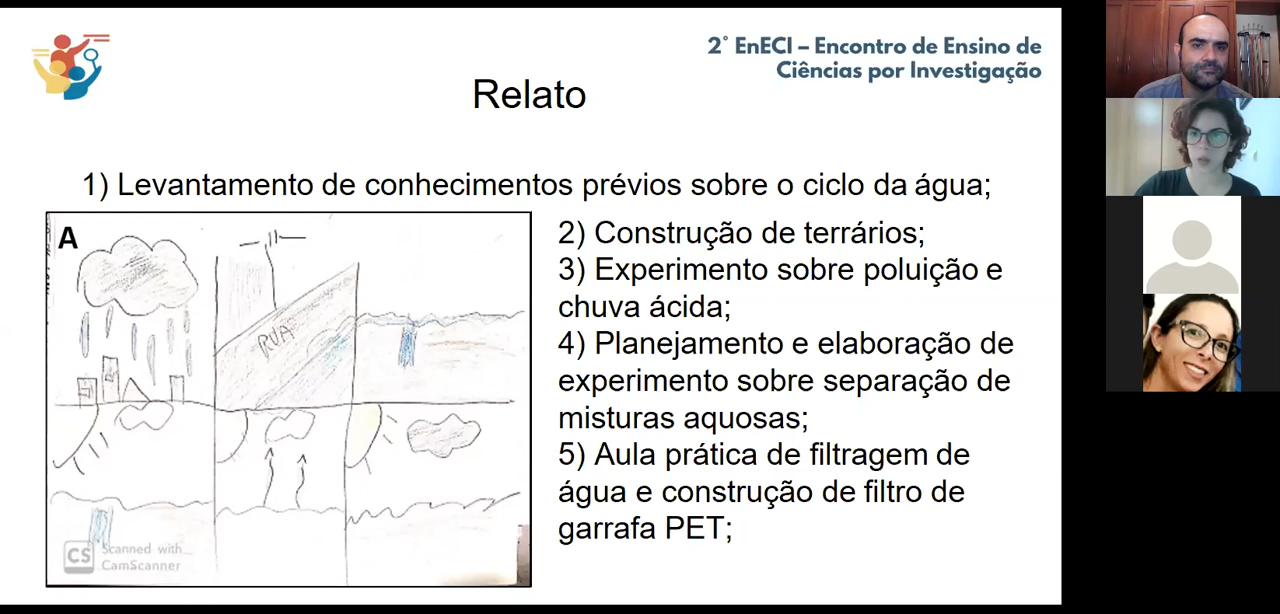 2° EnECI – Encontro de Ensino de
Ciências por Investigação
Relato
1) Levantamento de conhecimentos prévios sobre o ciclo da água;
A
RUA
CS Scanned with
CamScanner
2) Construção de terrários;
3) Experimento sobre poluição e
chuva ácida;
4) Planejamento e elaboração de
experimento sobre separação de
misturas aquosas;
5) Aula prática de filtragem de
água e construção de filtro de
garrafa PET;